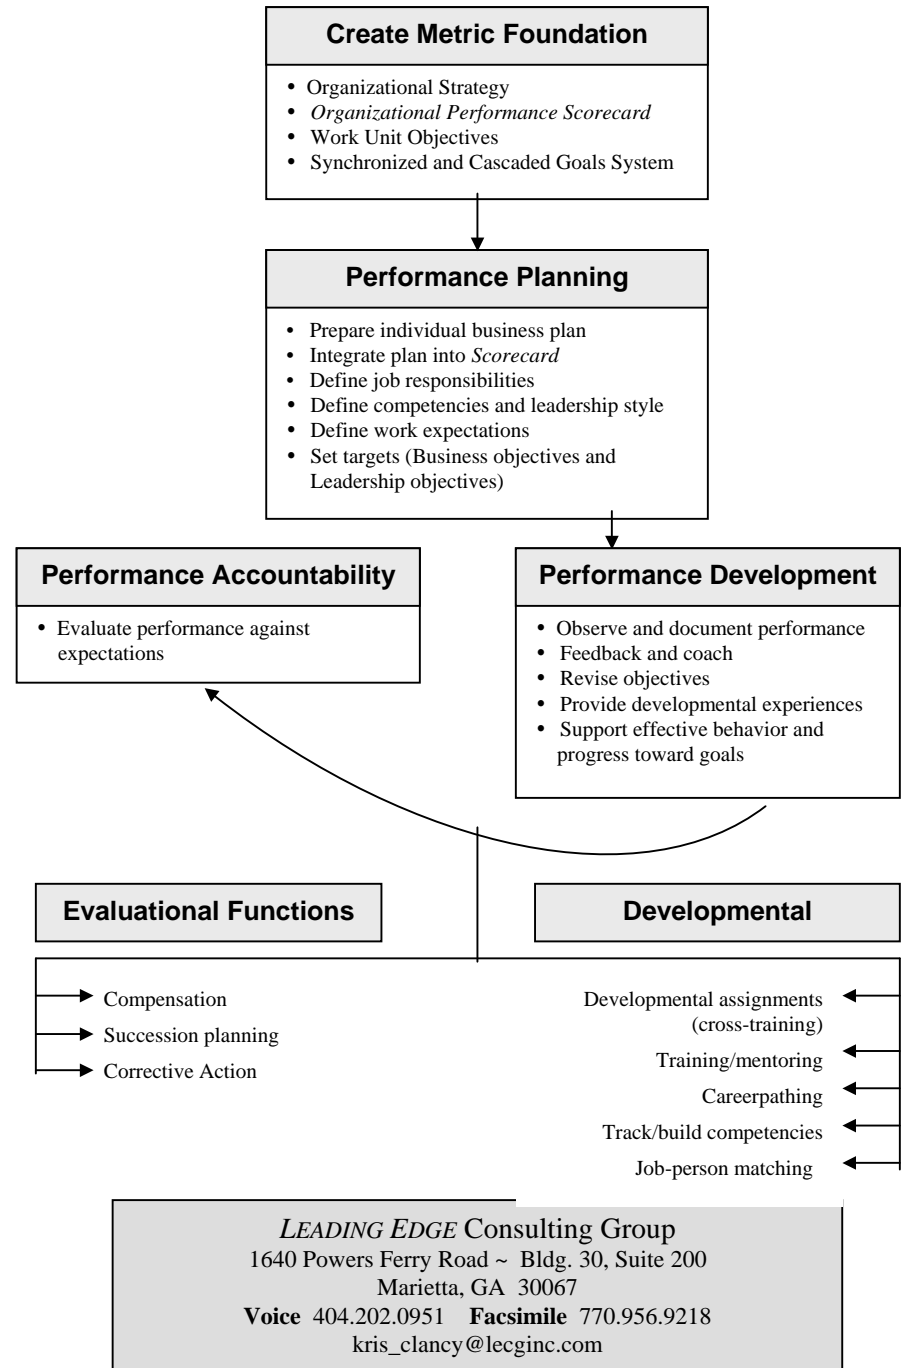 Create Metric Foundation
• Organizational Strategy
• Organizational Performance Scorecard
• Work Unit Objectives
• Synchronized and Cascaded Goals System
Performance Planning
• Prepare individual business plan
• Integrate plan into Scorecard
• Define job responsibilities
• Define competencies and leadership style
• Define work expectations
• Set targets (Business objectives and
Leadership objectives)
Performance Accountability
• Evaluate performance against
expectations
Performance Development
• Observe and document performance
• Feedback and coach
• Revise objectives
• Provide developmental experiences
• Support effective behavior and
progress toward goals
Evaluational Functions
Compensation
Succession planning
Corrective Action
Developmental
Developmental assignments
(cross-training)
Training/mentoring
Careerpathing
Track/build competencies
Job-person matching
LEADING EDGE Consulting Group
1640 Powers Ferry Road ~ Bldg. 30, Suite 200
Marietta, GA 30067
Voice 404.202.0951 Facsimile 770.956.9218
kris_clancy@lecginc.com